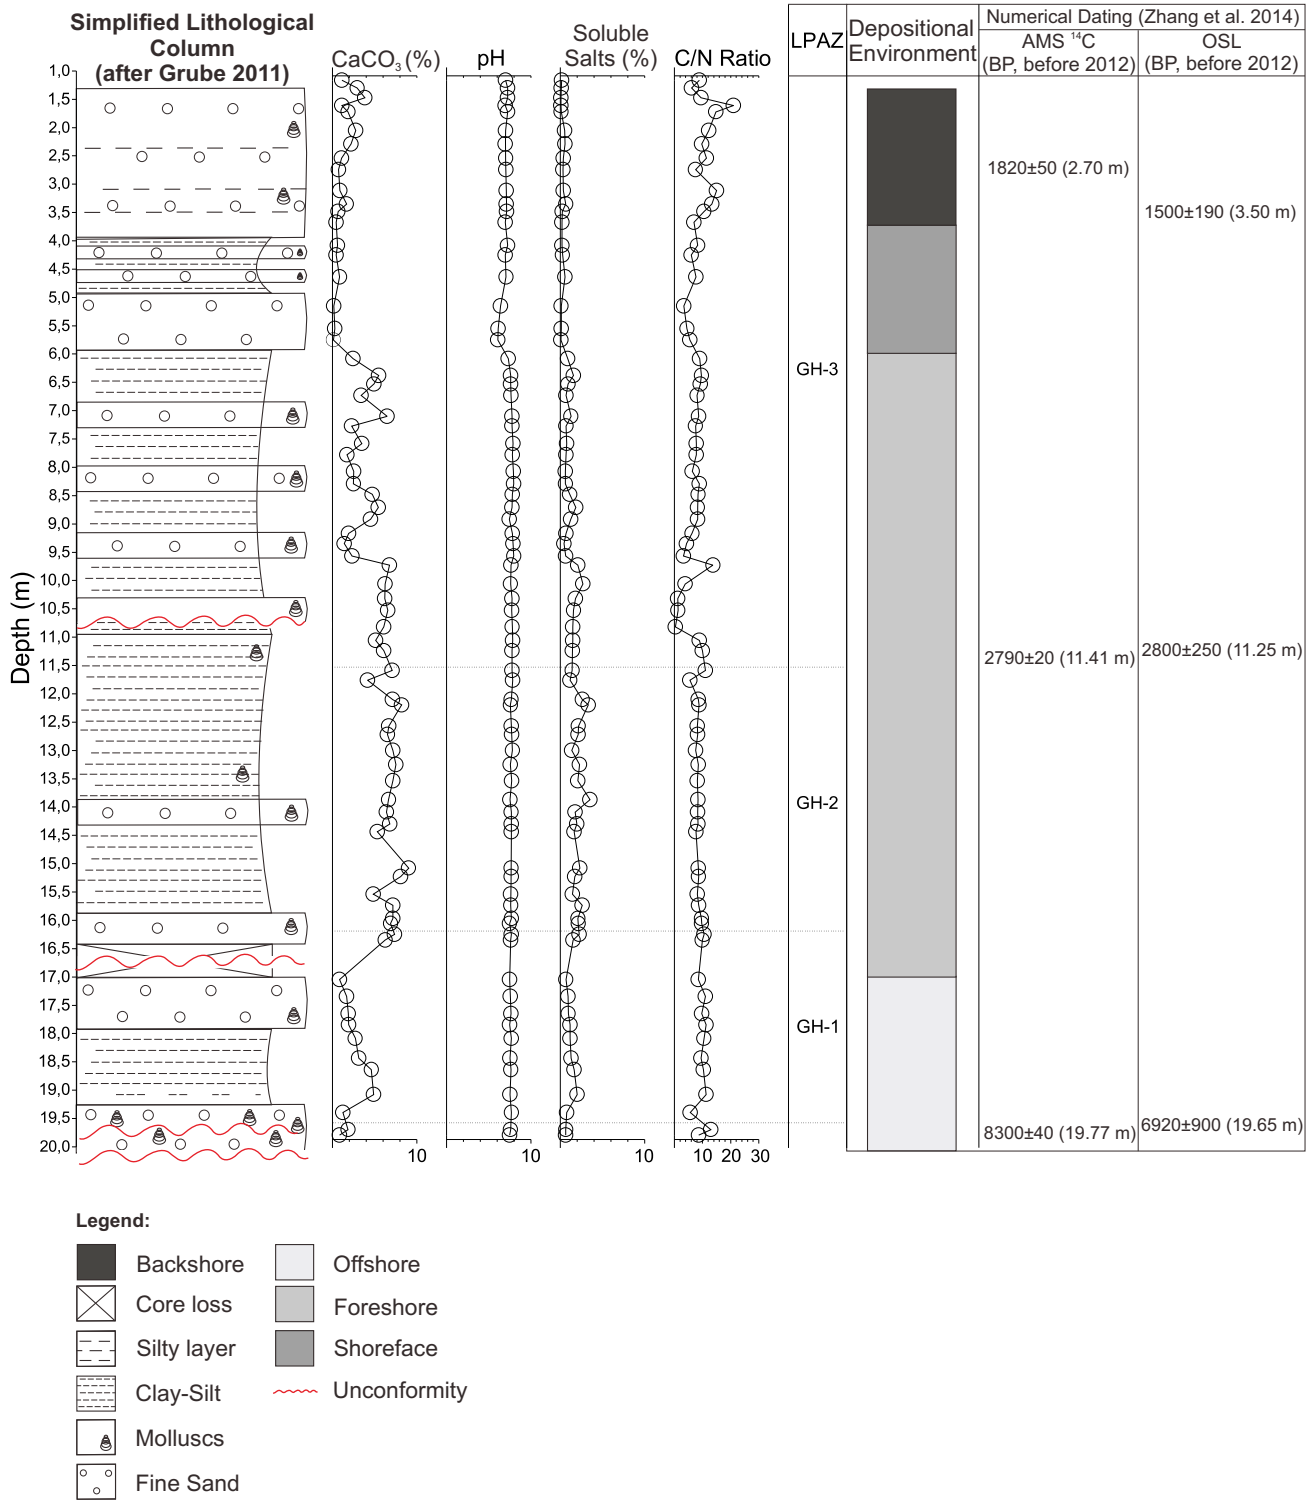 Simplified Lithological
Column
(after Grube 2011)
CaCO₃ (%)
pH
Soluble
Salts (%)
C/N Ratio
LPAZ
Depositional
Environment
Numerical Dating (Zhang et al. 2014)
AMS ¹⁴C
(BP, before 2012)
OSL
(BP, before 2012)
Depth (m)
1,0
1,5
2,0
2,5
3,0
3,5
4,0
4,5
5,0
5,5
6,0
6,5
7,0
7,5
8,0
8,5
9,0
9,5
10,0
10,5
11,0
11,5
12,0
12,5
13,0
13,5
14,0
14,5
15,0
15,5
16,0
16,5
17,0
17,5
18,0
18,5
19,0
19,5
20,0
10
10
10
10 20 30
GH-3
GH-2
GH-1
1820±50 (2.70 m)
1500±190 (3.50 m)
2790±20 (11.41 m)
2800±250 (11.25 m)
8300±40 (19.77 m)
6920±900 (19.65 m)
Legend:
Backshore
Core loss
Silty layer
Clay-Silt
Molluscs
Fine Sand
Offshore
Foreshore
Shoreface
Unconformity